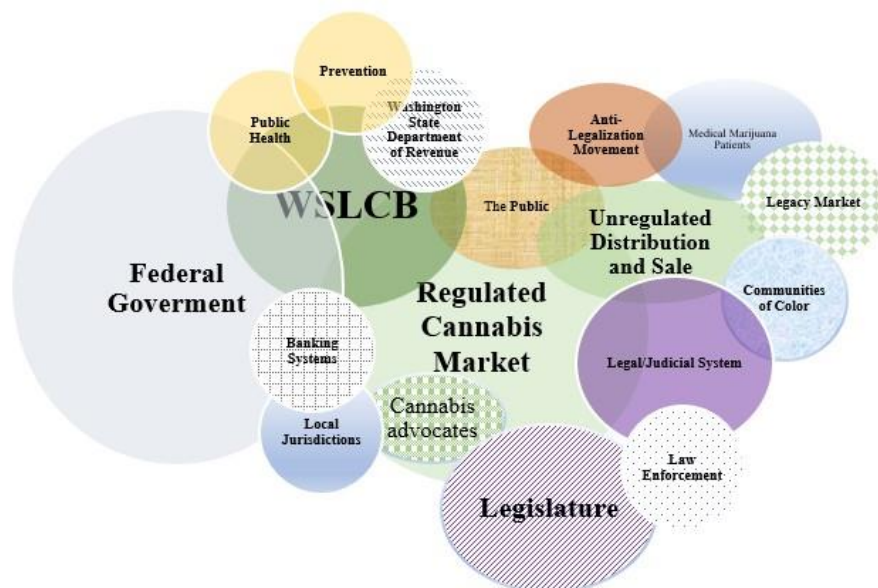 Prevention
Public
Health
Washington
State
Department
of Revenue
Anti-
Legalization
Movement
Medical Marijuana
Patients
WSLCB
The Public
Legacy Market
Unregulated
Distribution
and Sale
Federal
Goverment
Regulated
Cannabis
Market
Communities
of Color
Banking
Systems
Legal/Judicial System
Cannabis
advocates
Local
Jurisdictions
Law
Enforcement
Legislature